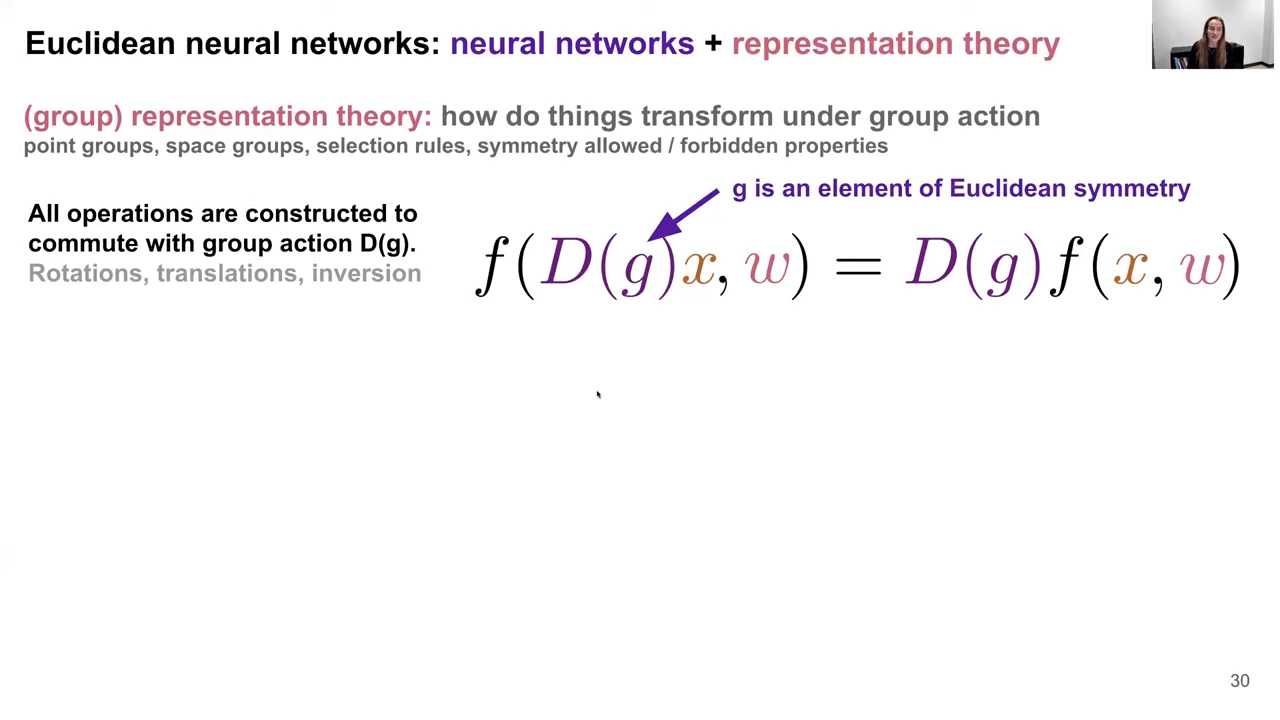 Euclidean neural networks: neural networks + representation theory
(group) representation theory: how do things transform under group action
point groups, space groups, selection rules, symmetry allowed / forbidden properties
g is an element of Euclidean symmetry
All operations are constructed to
commute with group action D(g).
Rotations, translations, inversion
f(D(g)x, w) = D(g)f(x, w)
30